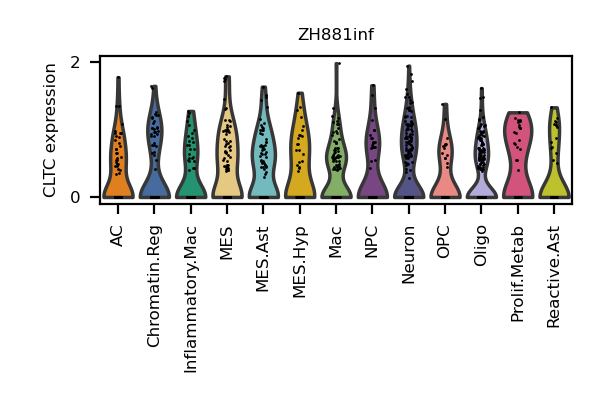 ZH881inf
CLTC expression
2
0
AC
Chromatin.Reg
Inflammatory.Mac
MES
MES.Ast
MES.Hyp
Mac
NPC
Neuron
OPC
Oligo
Prolif.Metab
Reactive.Ast